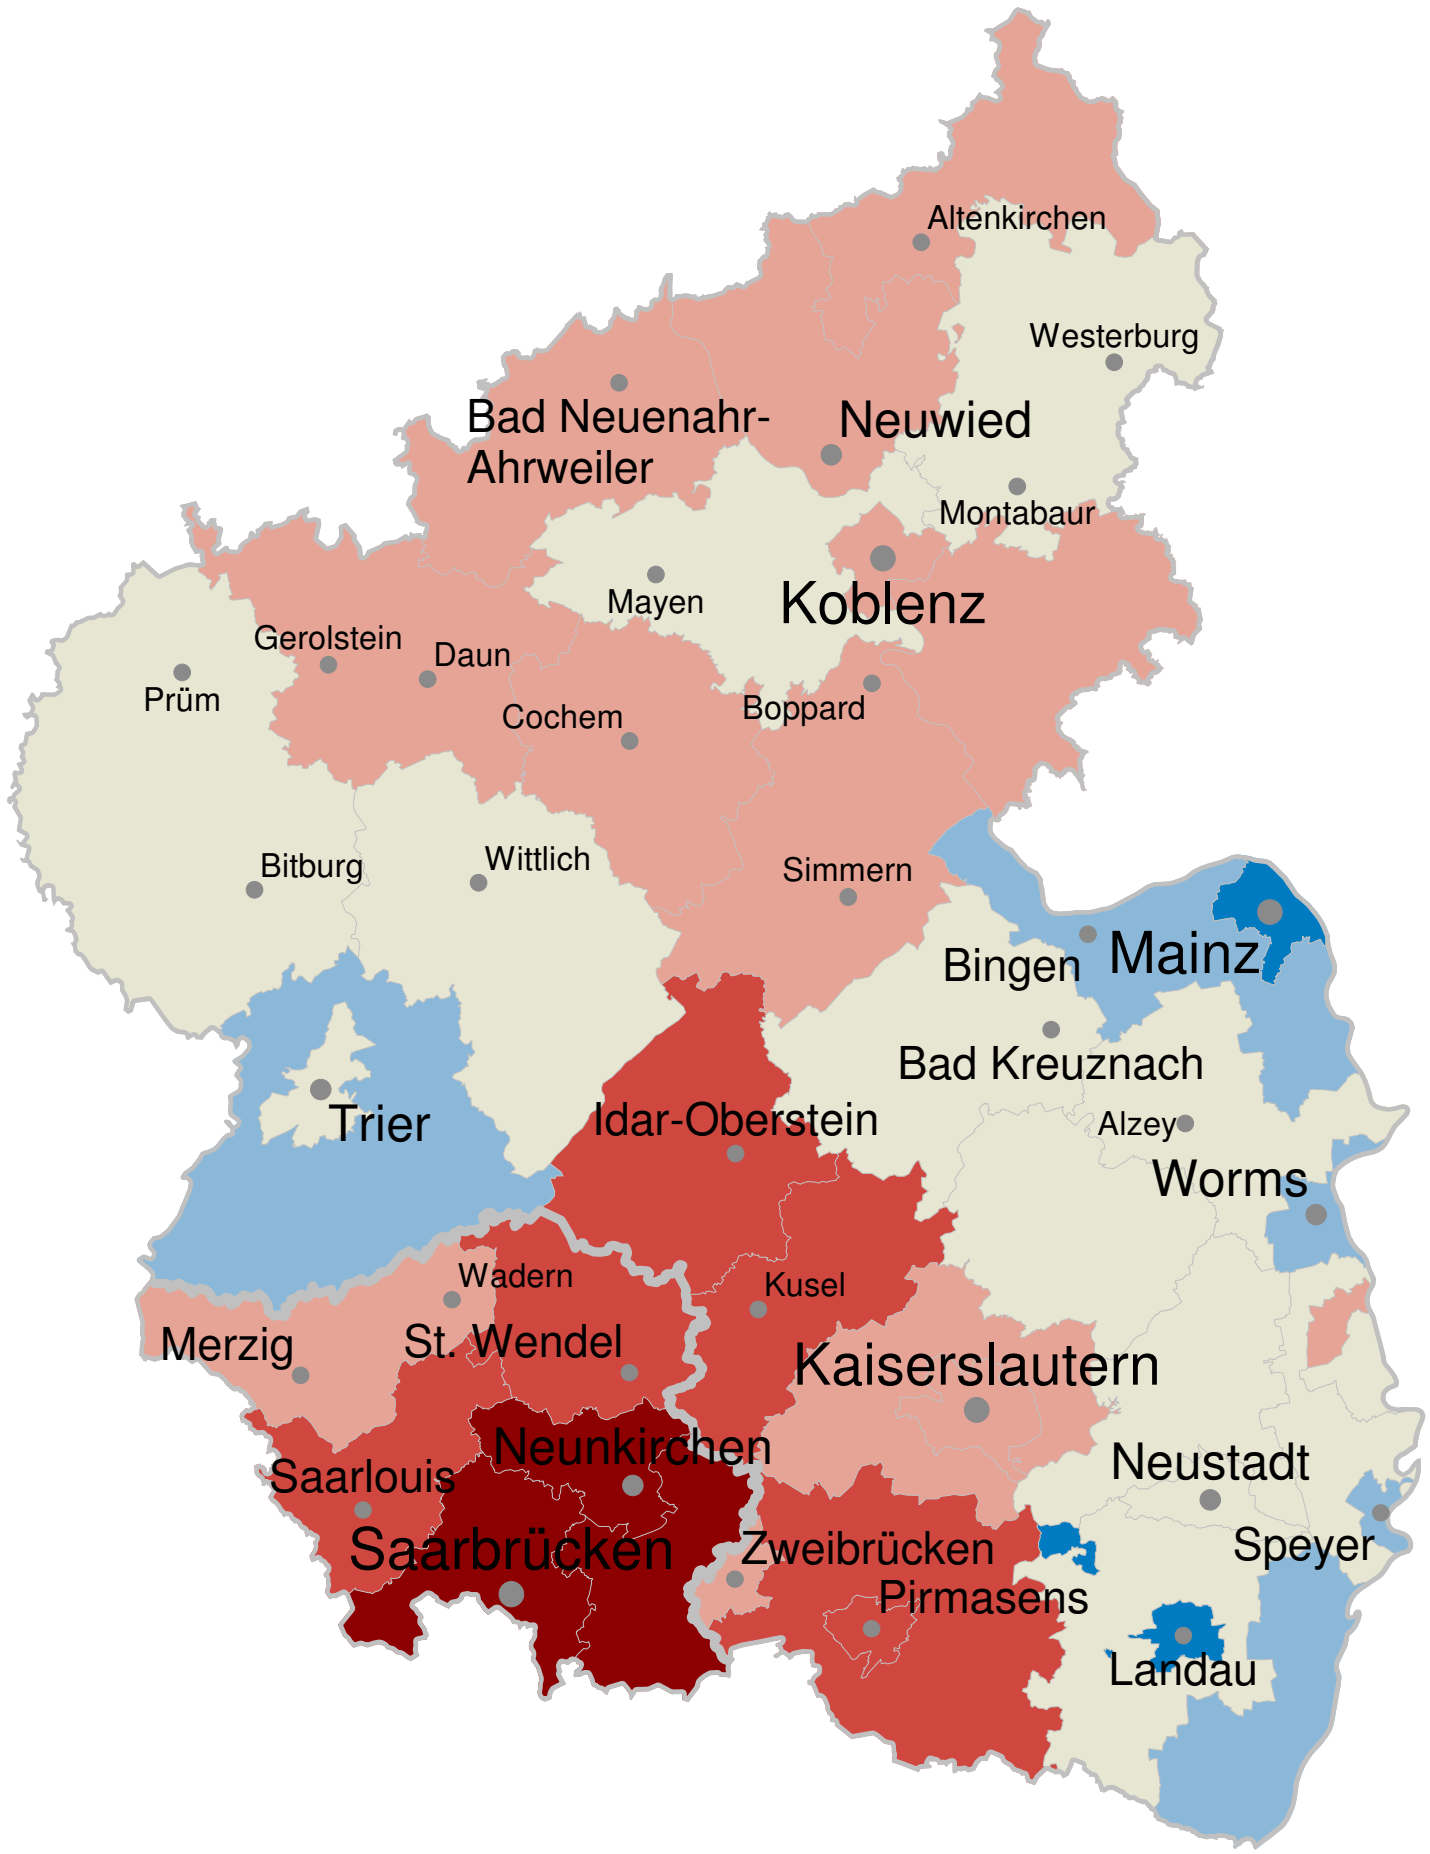 Altenkirchen
Westerburg
Bad Neuenahr-
Ahrweiler
Neuwied
Montabaur
Mayen
Koblenz
Gerolstein
Daun
Prüm
Cochem
Boppard
Bitburg
Wittlich
Simmern
Bingen
Mainz
Bad Kreuznach
Trier
Idar-Oberstein
Alzey
Worms
Wadern
Kusel
Merzig
St. Wendel
Kaiserslautern
Neunkirchen
Saarlouis
Neustadt
Saarbrücken
Zweibrücken
Speyer
Pirmasens
Landau